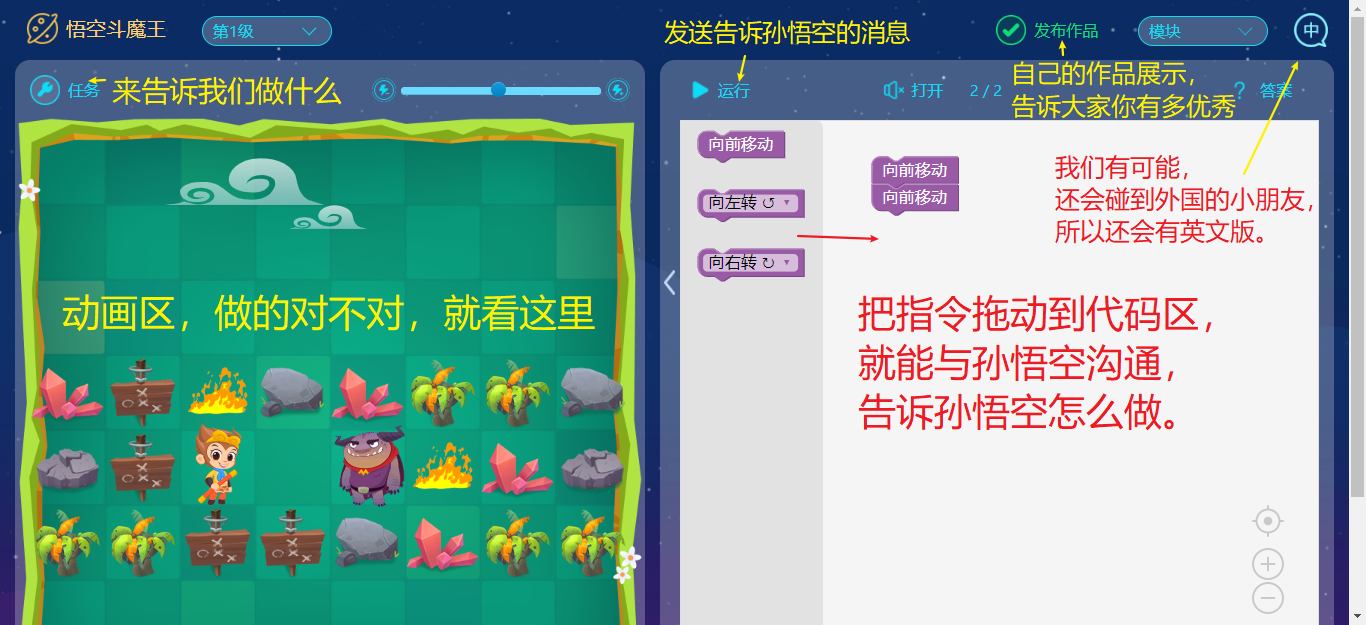 悟空斗魔王
第1级
发送告诉孙悟空的消息
发布作品
模块
中
任务
来告诉我们做什么
运行
打开
2 / 2
自己的作品展示，
告诉大家你有多优秀
? 答案
向前移动
向左转 ↺ ▼
向右转 ↻ ▼
向前移动
向前移动
我们有可能，
还会碰到外国的小朋友，
所以还会有英文版。
动画区，做的对不对，就看这里
把指令拖动到代码区，
就能与孙悟空沟通，
告诉孙悟空怎么做。